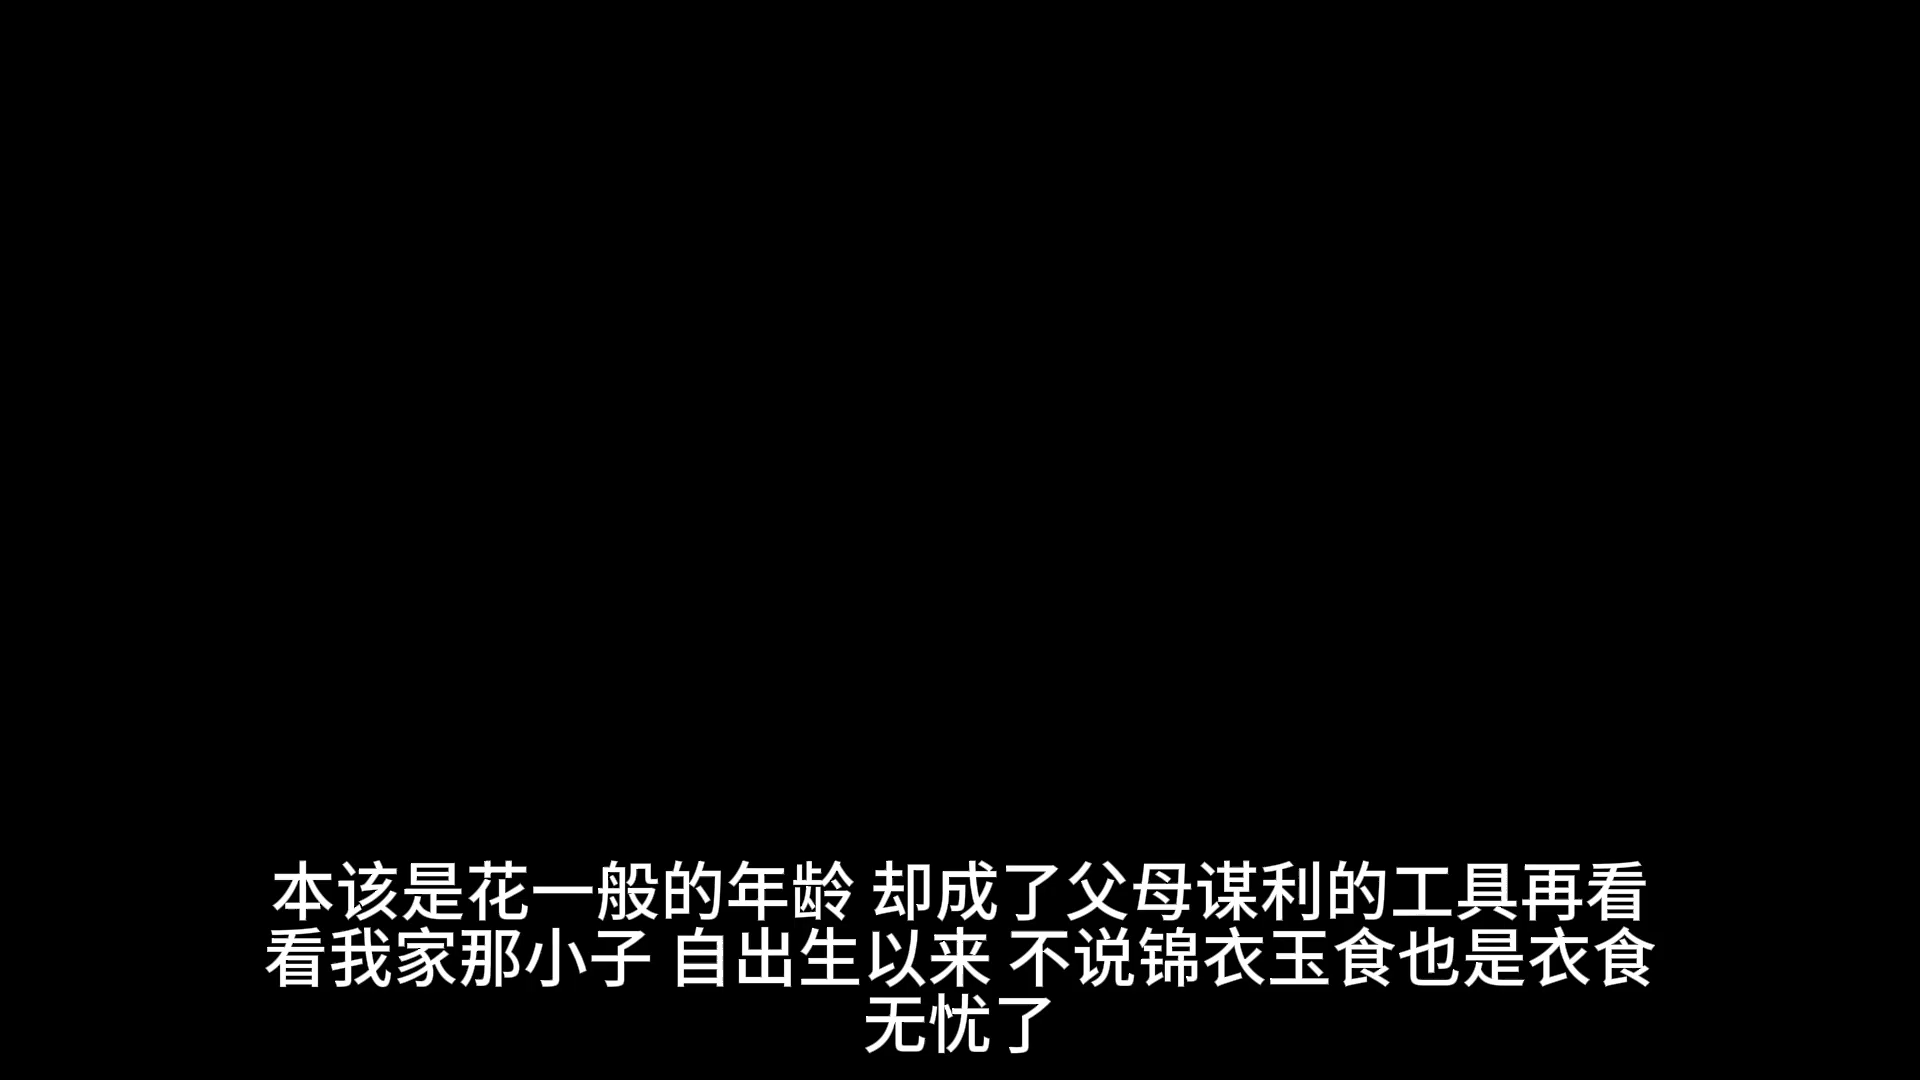 本该是花一般的年龄 却成了父母谋利的工具再看
看我家那小子 自出生以来 不说锦衣玉食也是衣食
无忧了